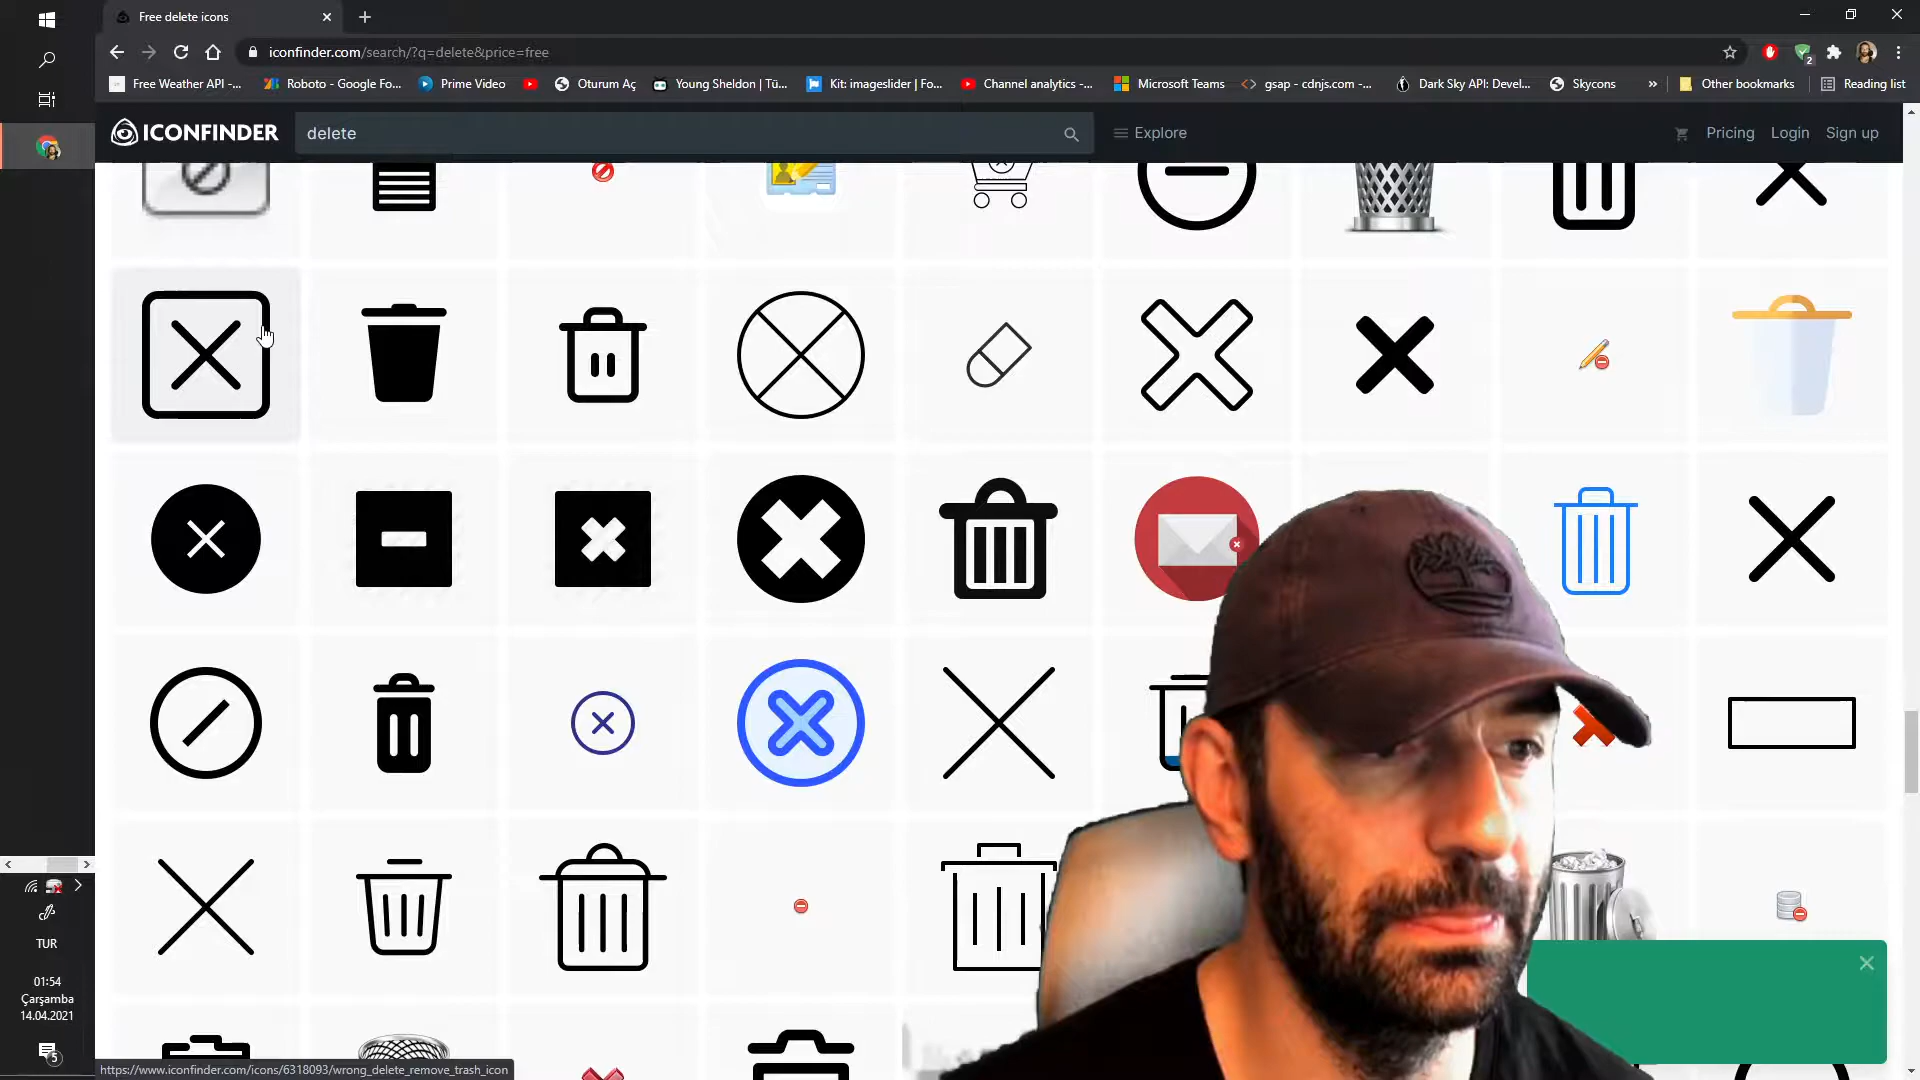 Free delete icons
iconfinder.com/search/?q=delete&price=free
2
Free Weather API -...
Roboto - Google Fo...
Prime Video
Oturum Aç
Young Sheldon | Tü...
Kit: imageslider | Fo...
Channel analytics -...
Microsoft Teams
gsap - cdnjs.com -...
Dark Sky API: Devel...
Skycons
»
Other bookmarks
Reading list
ICONFINDER
delete
Explore
Pricing
Login
Sign up
TUR
01:54
Çarşamba
14.04.2021
5
https://www.iconfinder.com/icons/6318093/wrong_delete_remove_trash_icon